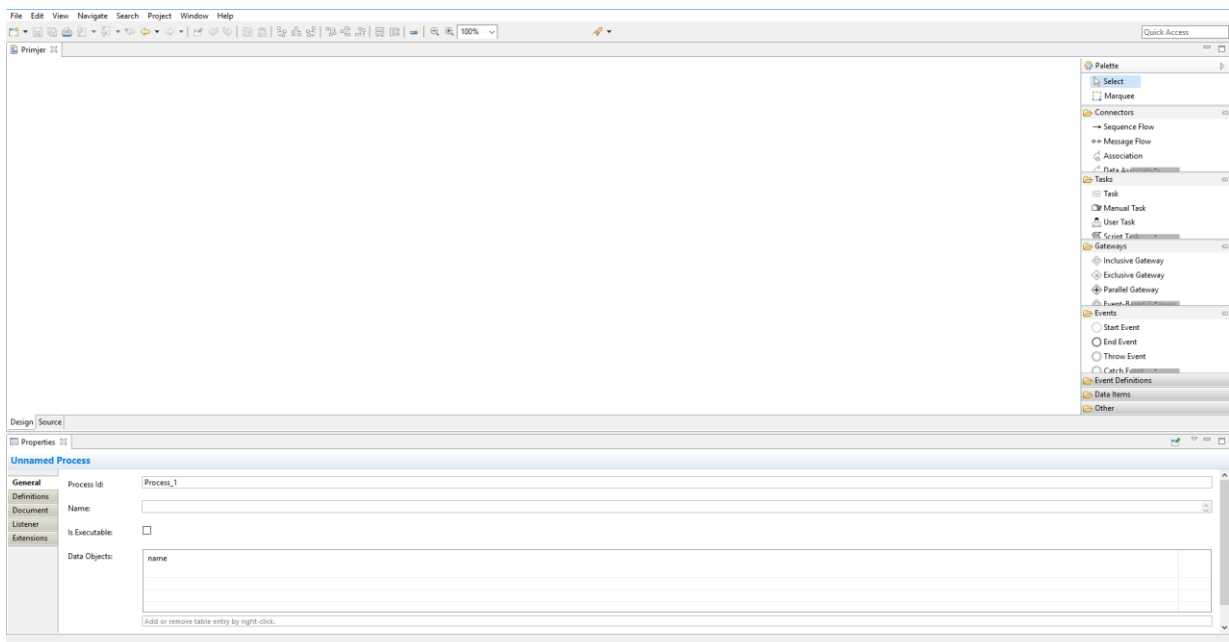 File Edit View Navigate Search Project Window Help
100%
Quick Access
Primjer
Palette
Select
Marquee
Connectors
Sequence Flow
Message Flow
Association
Data
Tasks
Task
Manual Task
User Task
Script
Gateways
Inclusive Gateway
Exclusive Gateway
Parallel Gateway
Events
Start Event
End Event
Throw Event
Catch
Event Definitions
Data Items
Other
Design Source
Properties
Unnamed Process
General
Definitions
Document
Listener
Extensions
Process Id: Process_1
Name:
Is Executable:
Data Objects: name
Add or remove table entry by right-click.